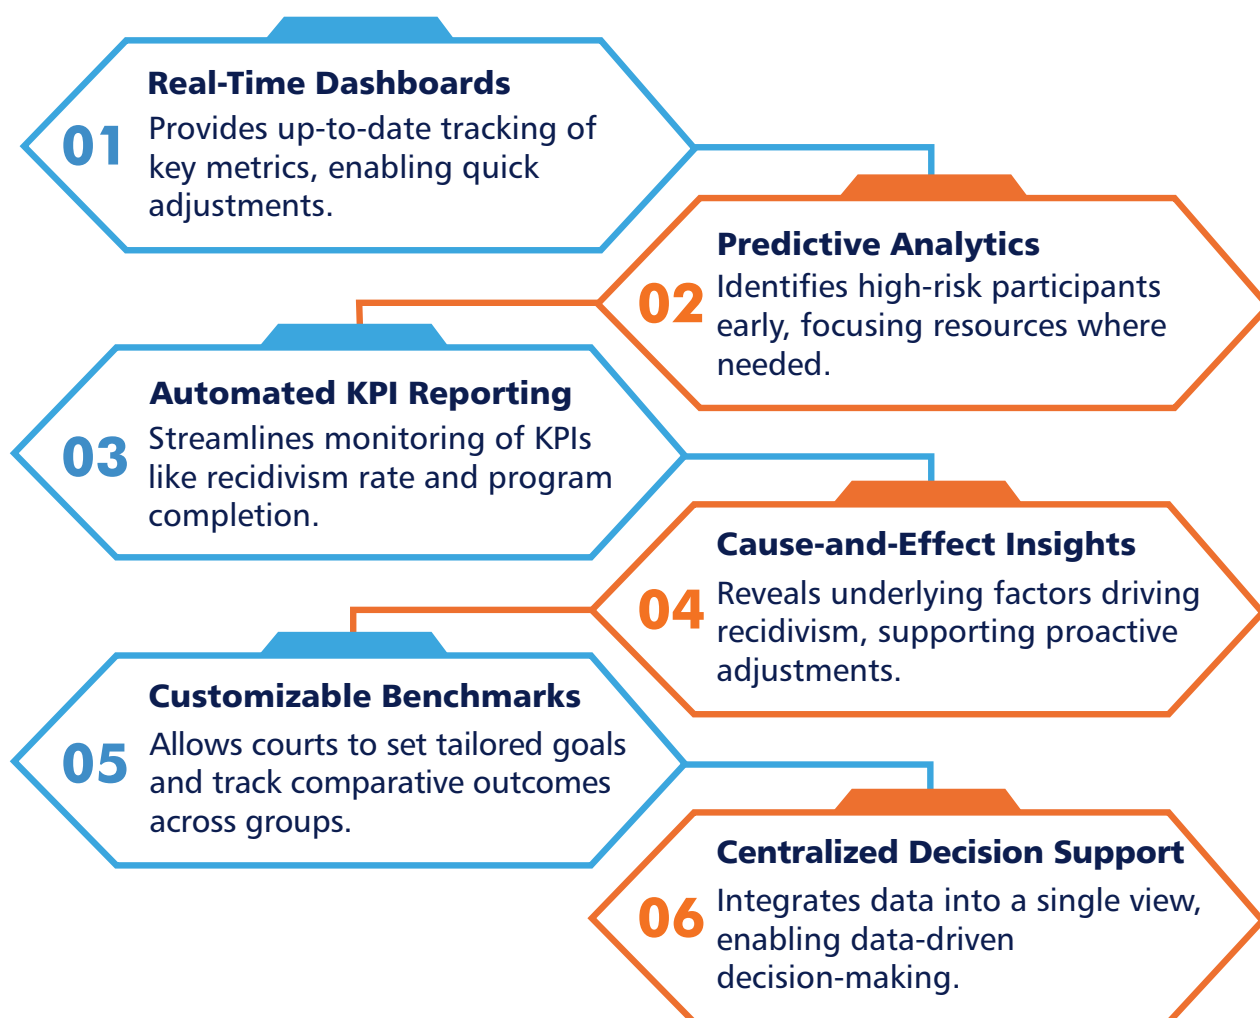 Real-Time Dashboards
01
Provides up-to-date tracking of
key metrics, enabling quick
adjustments.
Predictive Analytics
02
Identifies high-risk participants
early, focusing resources where
needed.
Automated KPI Reporting
03
Streamlines monitoring of KPIs
like recidivism rate and program
completion.
Cause-and-Effect Insights
04
Reveals underlying factors driving
recidivism, supporting proactive
adjustments.
Customizable Benchmarks
05
Allows courts to set tailored goals
and track comparative outcomes
across groups.
Centralized Decision Support
06
Integrates data into a single view,
enabling data-driven
decision-making.